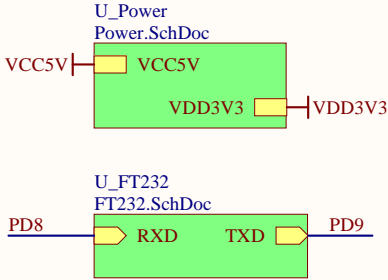 U_Power
Power.SchDoc
VCC5V VCC5V
VDD3V3 VDD3V3
U_FT232
FT232.SchDoc
PD8 RXD TXD PD9